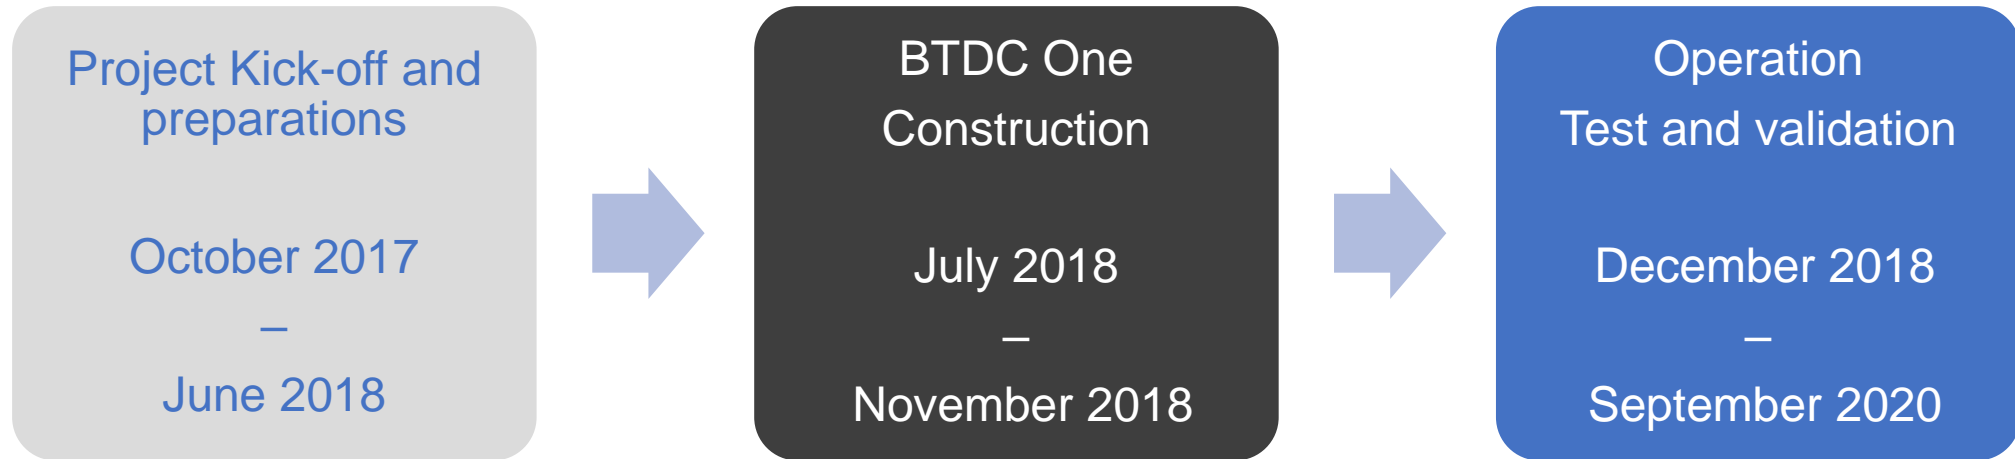 Project Kick-off and
preparations
October 2017
–
June 2018
BTDC One
Construction
July 2018
–
November 2018
Operation
Test and validation
December 2018
–
September 2020